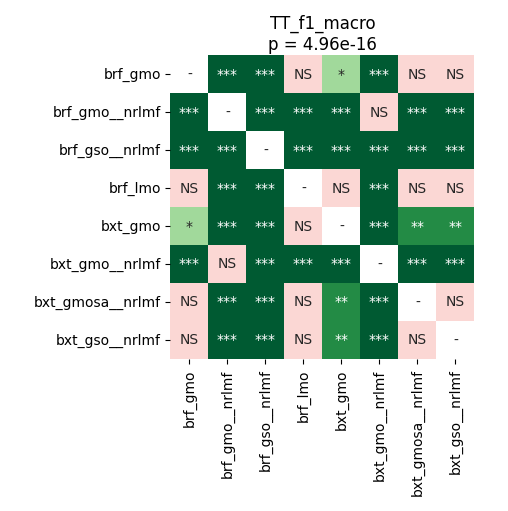 TT_f1_macro
p = 4.96e-16
brf_gmo - *** *** NS * *** NS NS
brf_gmo__nrlmf *** - *** *** *** NS *** ***
brf_gso__nrlmf *** *** - *** *** *** *** ***
brf_lmo NS *** *** - NS *** NS NS
bxt_gmo * *** *** NS - *** ** **
bxt_gmo__nrlmf *** NS *** *** *** - *** ***
bxt_gmosa__nrlmf NS *** *** NS ** *** - NS
bxt_gso__nrlmf NS *** *** NS ** *** NS -
brf_gmo
brf_gmo__nrlmf
brf_gso__nrlmf
brf_lmo
bxt_gmo
bxt_gmo__nrlmf
bxt_gmosa__nrlmf
bxt_gso__nrlmf